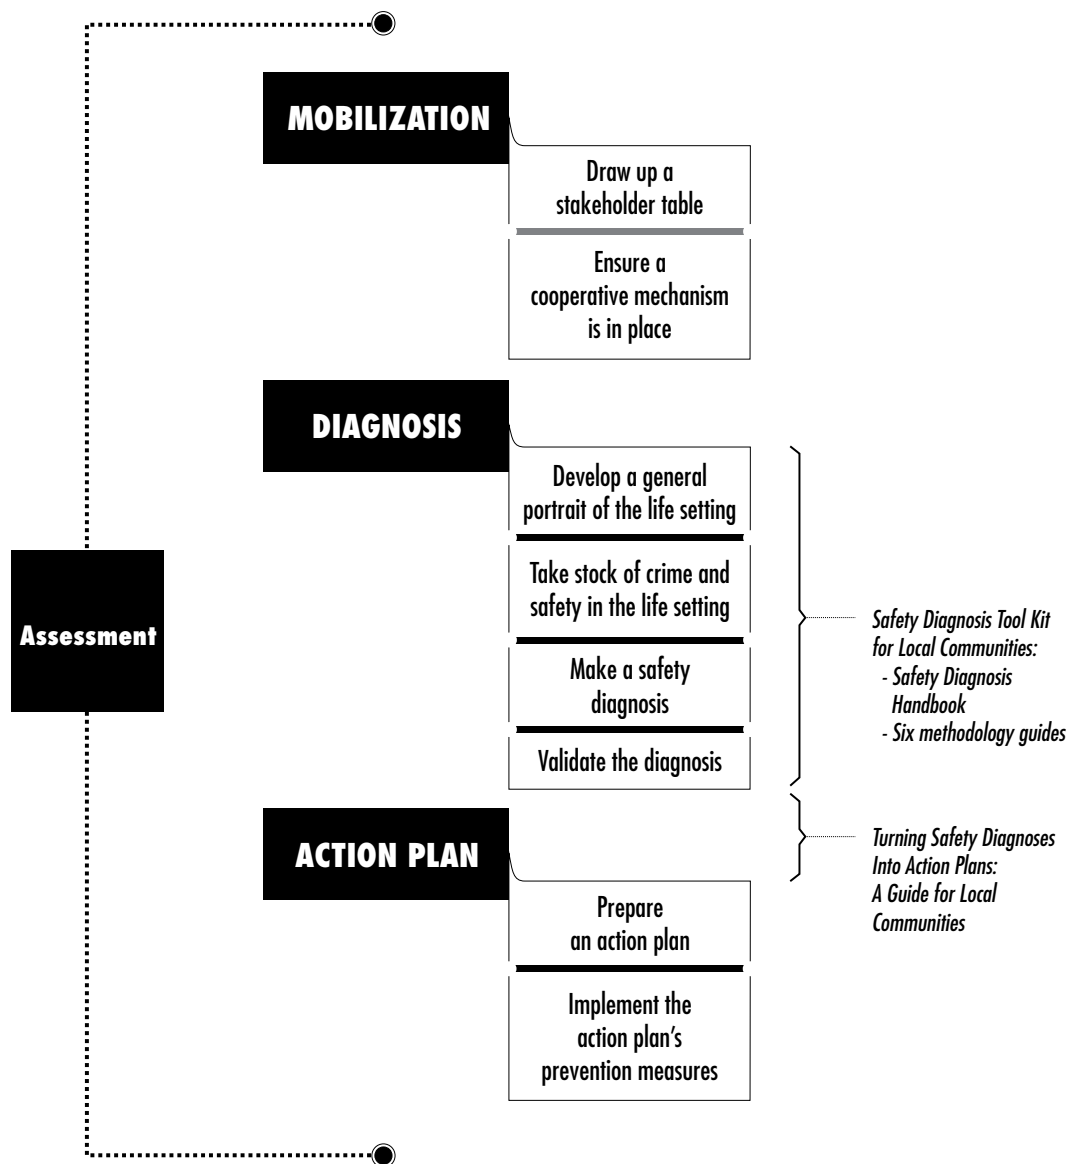 MOBILIZATION
Draw up a
stakeholder table
Ensure a
cooperative mechanism
is in place
DIAGNOSIS
Develop a general
portrait of the life setting
Take stock of crime and
safety in the life setting
Make a safety
diagnosis
Validate the diagnosis
Assessment
Safety Diagnosis Tool Kit
for Local Communities:
- Safety Diagnosis
Handbook
- Six methodology guides
ACTION PLAN
Prepare
an action plan
Implement the
action plan’s
prevention measures
Turning Safety Diagnoses
Into Action Plans:
A Guide for Local
Communities